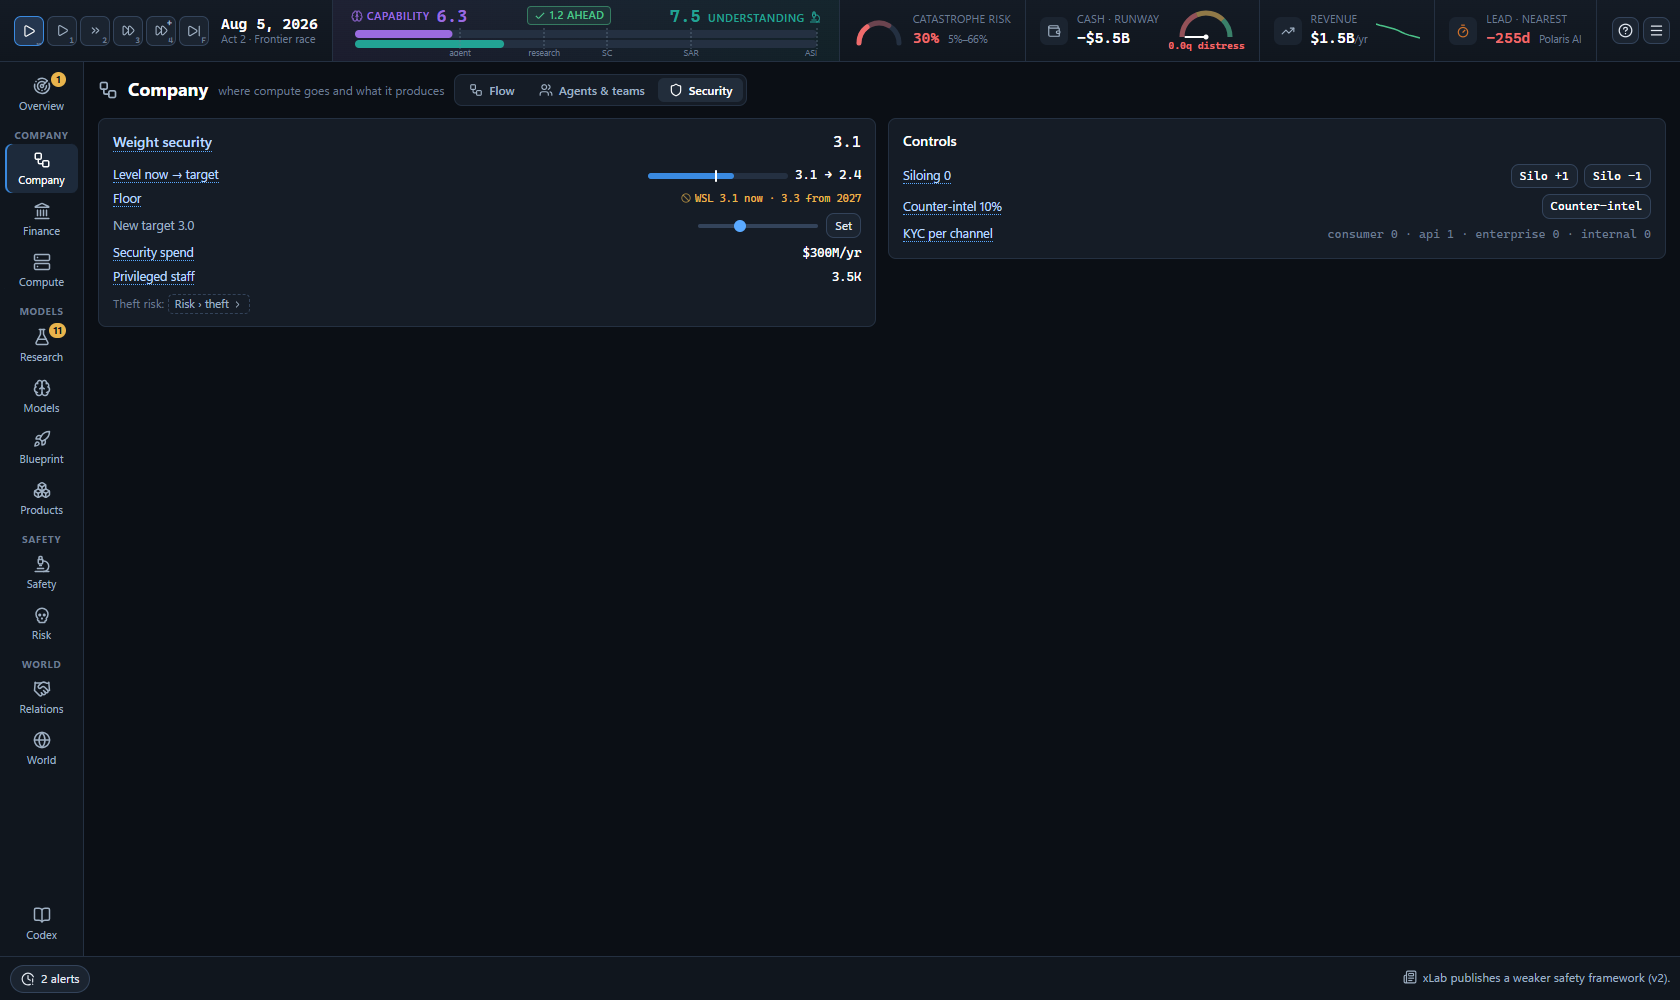 Aug 5, 2026
Act 2 · Frontier race
1
2
3
4
F
CAPABILITY 6.3
1.2 AHEAD
7.5 UNDERSTANDING
agent
research
SC
SAR
ASI
CATASTROPHE RISK
30% 5%–66%
CASH · RUNWAY
−$5.5B
0.0q distress
REVENUE
$1.5B/yr
LEAD · NEAREST
−255d Polaris AI
1
Overview
COMPANY
Company
Finance
Compute
MODELS
11
Research
Models
Blueprint
Products
SAFETY
Safety
Risk
WORLD
Relations
World
Codex
Company where compute goes and what it produces
Flow
Agents & teams
Security
Weight security 3.1
Level now → target 3.1 → 2.4
Floor WSL 3.1 now · 3.3 from 2027
New target 3.0 Set
Security spend $300M/yr
Privileged staff 3.5K
Theft risk: Risk › theft ›
Controls
Siloing 0 Silo +1 Silo −1
Counter-intel 10% Counter-intel
KYC per channel consumer 0 · api 1 · enterprise 0 · internal 0
2 alerts
xLab publishes a weaker safety framework (v2).